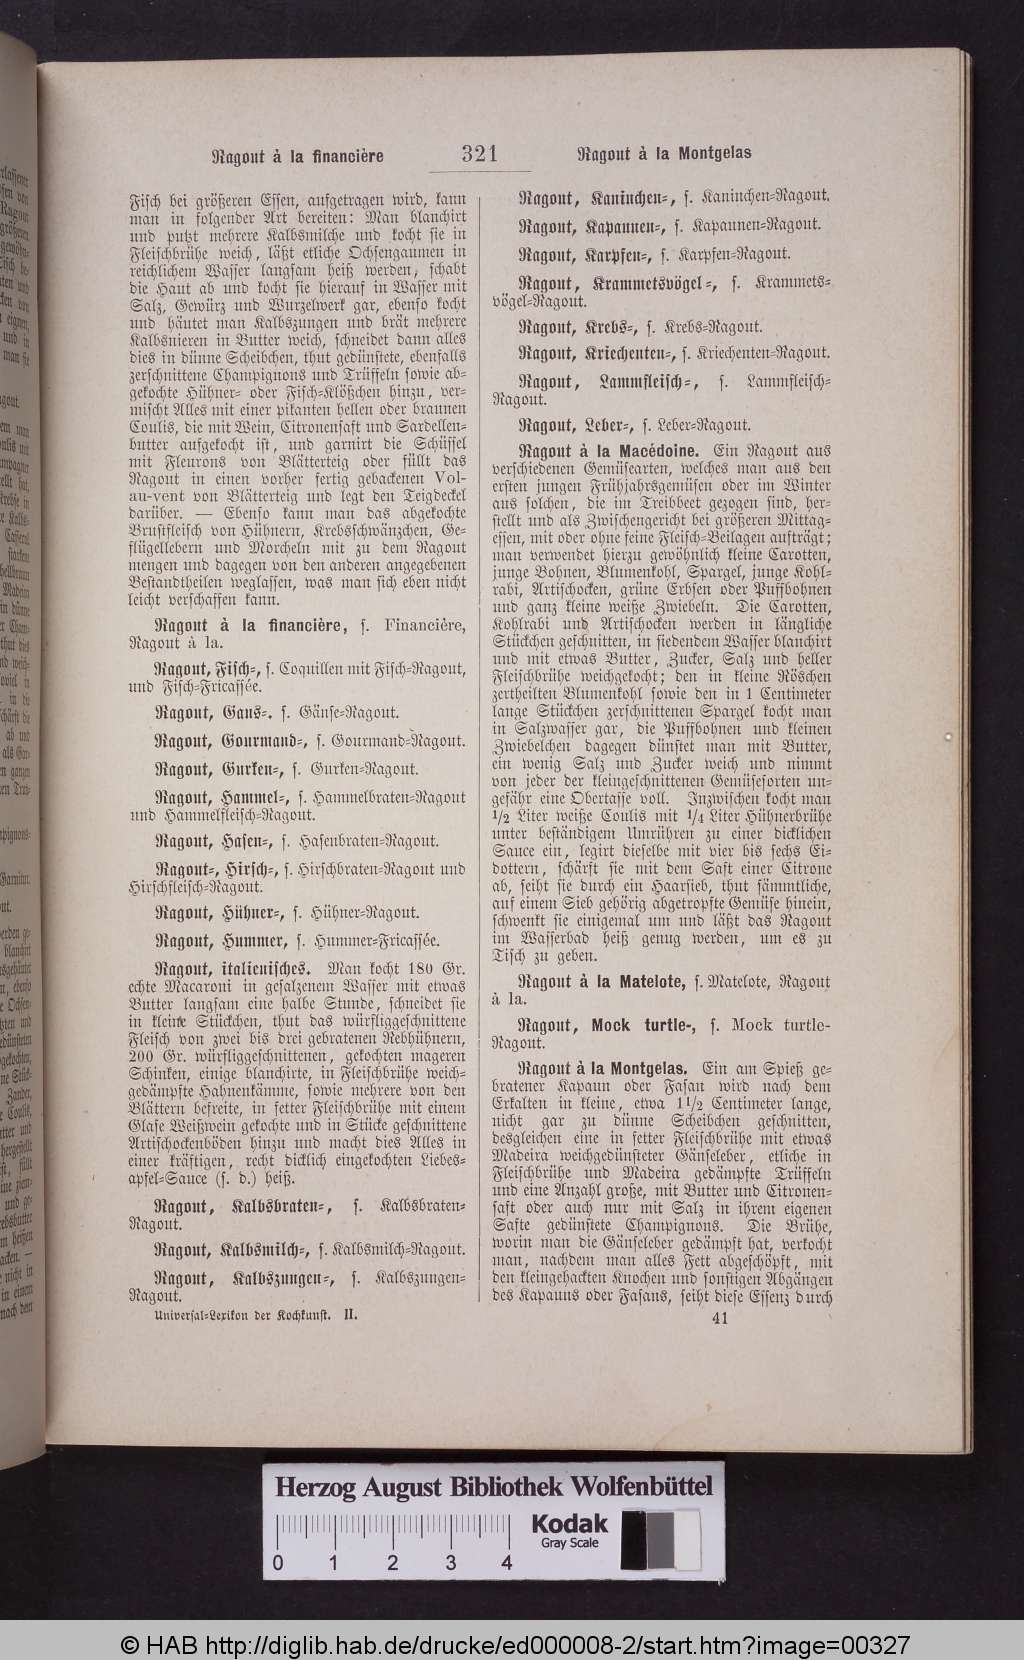 Ragout à la financière 321 Ragout à la Montgelas
Fisch bei größeren Essen, aufgetragen wird, kann
man in folgender Art bereiten: Man blanchirt
und putzt mehrere Kalbsmilche und kocht sie in
Fleischbrühe weich, läßt etliche Ochsengaumen in
reichlichem Wasser langsam heiß werden, schabt
die Haut ab und kocht sie hierauf in Wasser mit
Salz, Gewürz und Wurzelwerk gar, ebenso kocht
und häutet man Kalbszungen und brät mehrere
Kalbsnieren in Butter weich, schneidet dann alles
dies in dünne Scheibchen, thut gedünstete, ebenfalls
zerschnittene Champignons und Trüffeln sowie ab-
gekochte Hühner- oder Fisch-Klößchen hinzu, ver-
mischt Alles mit einer pikanten hellen oder braunen
Coulis, die mit Wein, Citronensaft und Sardellen-
butter aufgekocht ist, und garnirt die Schüssel
mit Fleurons von Blätterteig oder füllt das
Ragout in einen vorher fertig gebackenen Vol-
au-vent von Blätterteig und legt den Teigdeckel
darüber. — Ebenso kann man das abgekochte
Brustfleisch von Hühnern, Krebsschwänzchen, Ge-
flügellebern und Morcheln mit zu dem Ragout
mengen und dagegen von den anderen angegebenen
Bestandtheilen weglassen, was man sich eben nicht
leicht verschaffen kann.
Ragout à la financière, s. Financière,
Ragout à la.
Ragout, Fisch-, s. Coquillen mit Fisch-Ragout,
und Fisch-Fricassée.
Ragout, Gans-. s. Gänse-Ragout.
Ragout, Gourmand-, s. Gourmand-Ragout.
Ragout, Gurken-, s. Gurken-Ragout.
Ragout, Hammel-, s. Hammelbraten-Ragout
und Hammelfleisch-Ragout.
Ragout, Hasen-, s. Hasenbraten-Ragout.
Ragout-, Hirsch-, s. Hirschbraten-Ragout und
Hirschfleisch-Ragout.
Ragout, Hühner-, s. Hühner-Ragout.
Ragout, Hummer, s. Hummer-Fricassée.
Ragout, italienisches. Man kocht 180 Gr.
echte Macaroni in gesalzenem Wasser mit etwas
Butter langsam eine halbe Stunde, schneidet sie
in kleine Stückchen, thut das würfliggeschnittene
Fleisch von zwei bis drei gebratenen Rebhühnern,
200 Gr. würfliggeschnittenen, gekochten mageren
Schinken, einige blanchirte, in Fleischbrühe weich-
gedämpfte Hahnenkämme, sowie mehrere von den
Blättern befreite, in fetter Fleischbrühe mit einem
Glase Weißwein gekochte und in Stücke geschnittene
Artischockenböden hinzu und macht dies Alles in
einer kräftigen, recht dicklich eingekochten Liebes-
apfel-Sauce (s. d.) heiß.
Ragout, Kalbsbraten-, s. Kalbsbraten-
Ragout.
Ragout, Kalbsmilch-, s. Kalbsmilch-Ragout.
Ragout, Kalbszungen-, s. Kalbszungen-
Ragout.
Universal-Lexikon der Kochkunst. II.
Ragout, Kaninchen-, s. Kaninchen-Ragout.
Ragout, Kapaunen-, s. Kapaunen-Ragout.
Ragout, Karpfen-, s. Karpfen-Ragout.
Ragout, Krammetsvögel-, s. Krammets-
vögel-Ragout.
Ragout, Krebs-, s. Krebs-Ragout.
Ragout, Kriechenten-, s. Kriechenten-Ragout.
Ragout, Lammfleisch-, s. Lammfleisch-
Ragout.
Ragout, Leber-, s. Leber-Ragout.
Ragout à la Macédoine. Ein Ragout aus
verschiedenen Gemüsearten, welches man aus den
ersten jungen Frühjahrsgemüsen oder im Winter
aus solchen, die im Treibbeet gezogen sind, her-
stellt und als Zwischengericht bei größeren Mittag-
essen, mit oder ohne feine Fleisch-Beilagen aufträgt;
man verwendet hierzu gewöhnlich kleine Carotten,
junge Bohnen, Blumenkohl, Spargel, junge Kohl-
rabi, Artischocken, grüne Erbsen oder Puffbohnen
und ganz kleine weiße Zwiebeln. Die Carotten,
Kohlrabi und Artischocken werden in längliche
Stückchen geschnitten, in siedendem Wasser blanchirt
und mit etwas Butter, Zucker, Salz und heller
Fleischbrühe weichgekocht; den in kleine Röschen
zertheilten Blumenkohl sowie den in 1 Centimeter
lange Stückchen zerschnittenen Spargel kocht man
in Salzwasser gar, die Puffbohnen und kleinen
Zwiebelchen dagegen dünstet man mit Butter,
ein wenig Salz und Zucker weich und nimmt
von jeder der kleingeschnittenen Gemüsesorten un-
gefähr eine Obertasse voll. Inzwischen kocht man
1/2 Liter weiße Coulis mit 1/4 Liter Hühnerbrühe
unter beständigem Umrühren zu einer dicklichen
Sauce ein, legirt dieselbe mit vier bis sechs Ei-
dottern, schärft sie mit dem Saft einer Citrone
ab, seiht sie durch ein Haarsieb, thut sämmtliche,
auf einem Sieb gehörig abgetropfte Gemüse hinein,
schwenkt sie einigemal um und läßt das Ragout
im Wasserbad heiß genug werden, um es zu
Tisch zu geben.
Ragout à la Matelote, s. Matelote, Ragout
à la.
Ragout, Mock turtle-, s. Mock turtle-
Ragout.
Ragout à la Montgelas. Ein am Spieß ge-
bratener Kapaun oder Fasan wird nach dem
Erkalten in kleine, etwa 1 1/2 Centimeter lange,
nicht gar zu dünne Scheibchen geschnitten,
desgleichen eine in fetter Fleischbrühe mit etwas
Madeira weichgedünsteter Gänseleber, etliche in
Fleischbrühe und Madeira gedämpfte Trüffeln
und eine Anzahl große, mit Butter und Citronen-
saft oder auch nur mit Salz in ihrem eigenen
Safte gedünstete Champignons. Die Brühe,
worin man die Gänseleber gedämpft hat, verkocht
man, nachdem man alles Fett abgeschöpft, mit
den kleingehackten Knochen und sonstigen Abgängen
des Kapauns oder Fasans, seiht diese Essenz durch
41
Herzog August Bibliothek Wolfenbüttel
Kodak
Gray Scale
0 1 2 3 4
© HAB http://diglib.hab.de/drucke/ed000008-2/start.htm?image=00327